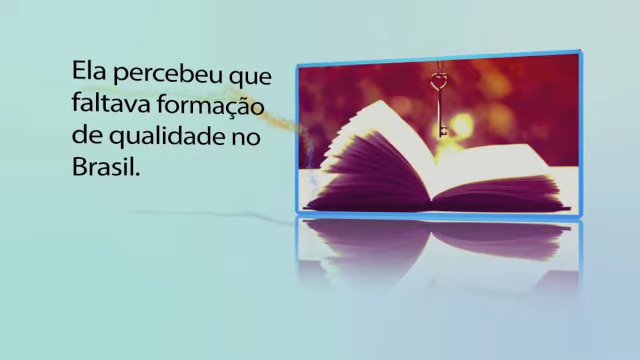 Ela percebeu que
faltava formação
de qualidade no
Brasil.